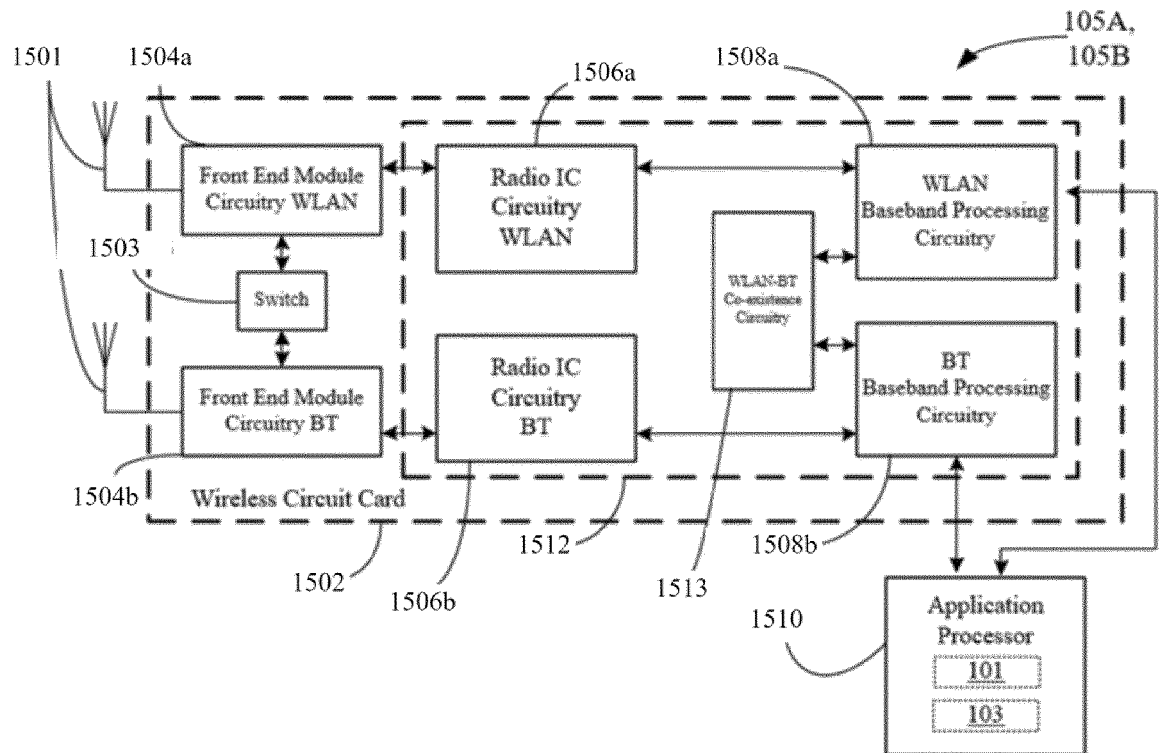 105A,
105B
1501
1504a
1506a
1508a
Front End Module
Circuitry WLAN
Radio IC
Circuitry
WLAN
WLAN
Baseband Processing
Circuitry
1503
Switch
WLAN-BT
Co-existence
Circuitry
Front End Module
Circuitry BT
Radio IC
Circuitry
BT
BT
Baseband Processing
Circuitry
1504b
Wireless Circuit Card
1502
1506b
1512
1513
1508b
1510
Application
Processor
101
103